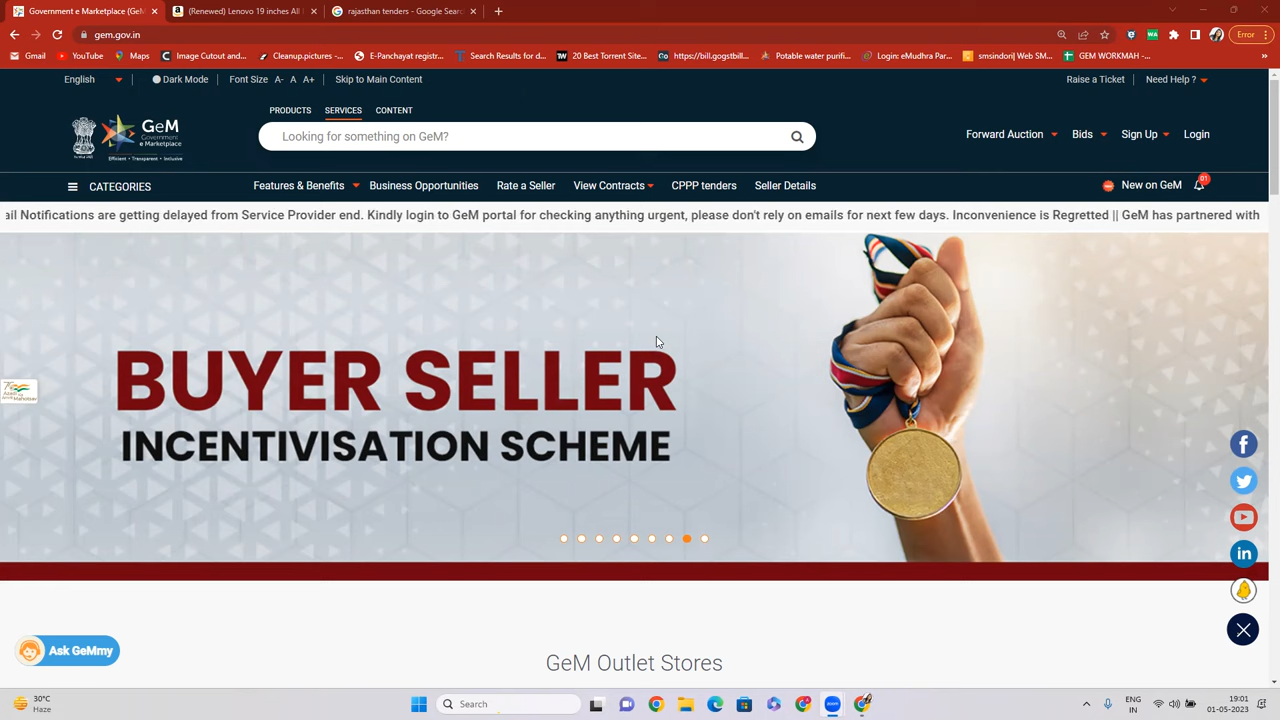 Government e Marketplace (GeM
(Renewed) Lenovo 19 inches All I
rajasthan tenders - Google Searc
gem.gov.in
Error
Gmail
YouTube
Maps
Image Cutout and...
Cleanup.pictures -...
E-Panchayat registr...
Search Results for d...
20 Best Torrent Site...
https://bill.gogstbill...
Potable water purifi...
Login: eMudhra Par...
smsindori| Web SM...
GEM WORKMAH -...
English
Dark Mode
Font Size A- A A+
Skip to Main Content
Raise a Ticket
Need Help ?
PRODUCTS SERVICES CONTENT
GeM
Government
e Marketplace
Efficient • Transparent • Inclusive
Looking for something on GeM?
Forward Auction
Bids
Sign Up
Login
CATEGORIES
Features & Benefits
Business Opportunities
Rate a Seller
View Contracts
CPPP tenders
Seller Details
New on GeM
01
ail Notifications are getting delayed from Service Provider end. Kindly login to GeM portal for checking anything urgent, please don't rely on emails for next few days. Inconvenience is Regretted || GeM has partnered with
BUYER SELLER
INCENTIVISATION SCHEME
Ask GeMmy
GeM Outlet Stores
30°C
Haze
Search
zoom
ENG
IN
19:01
01-05-2023